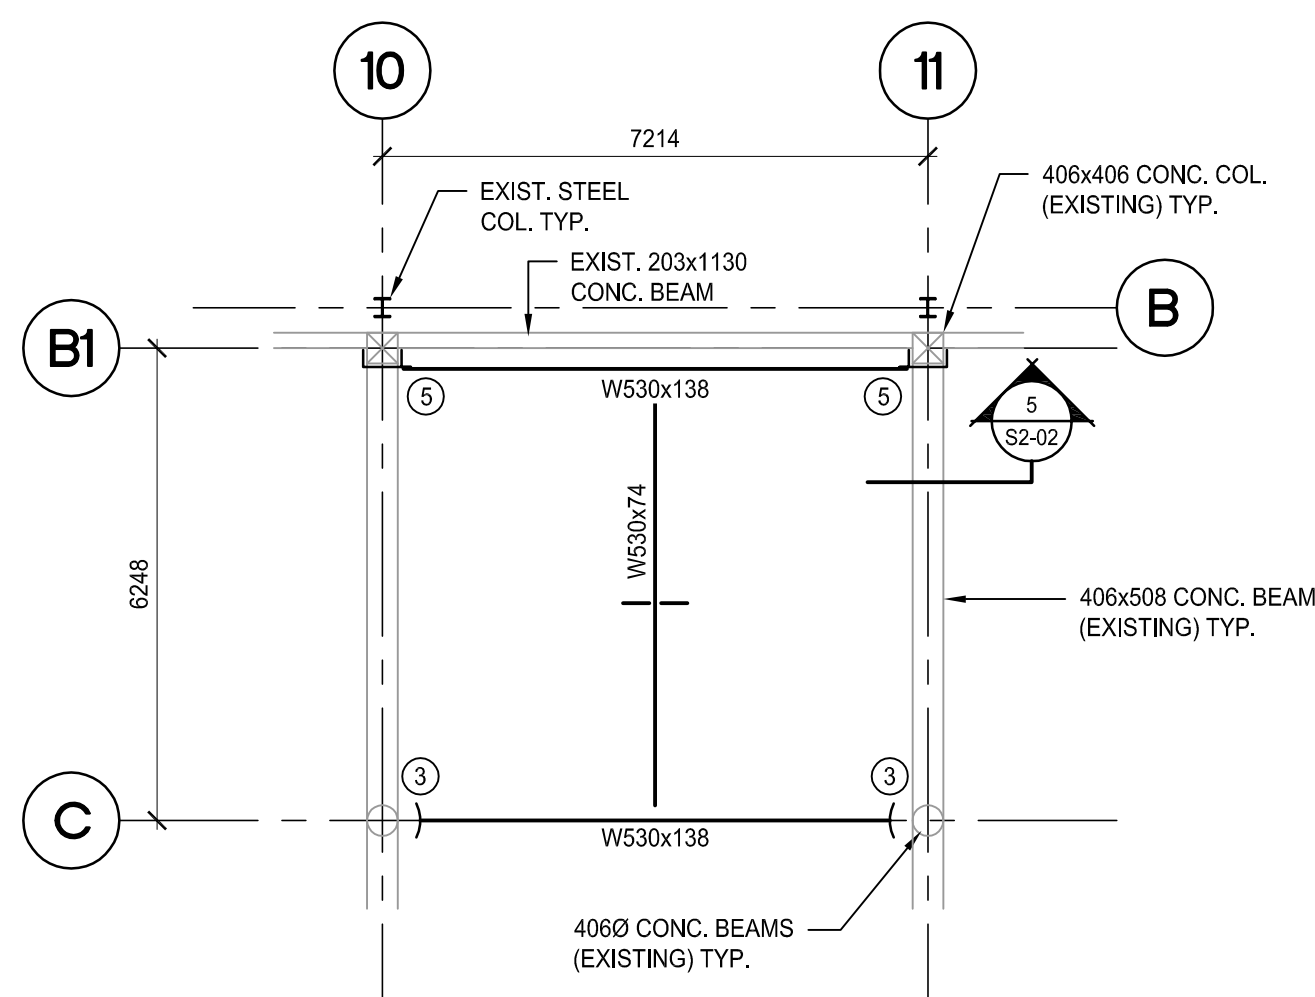 10
11
7214
EXIST. STEEL
COL. TYP.
406x406 CONC. COL.
(EXISTING) TYP.
EXIST. 203x1130
CONC. BEAM
B
B1
W530x138
5
5
5
S2-02
W530x74
6248
406x508 CONC. BEAM
(EXISTING) TYP.
3
3
C
W530x138
406Ø CONC. BEAMS
(EXISTING) TYP.